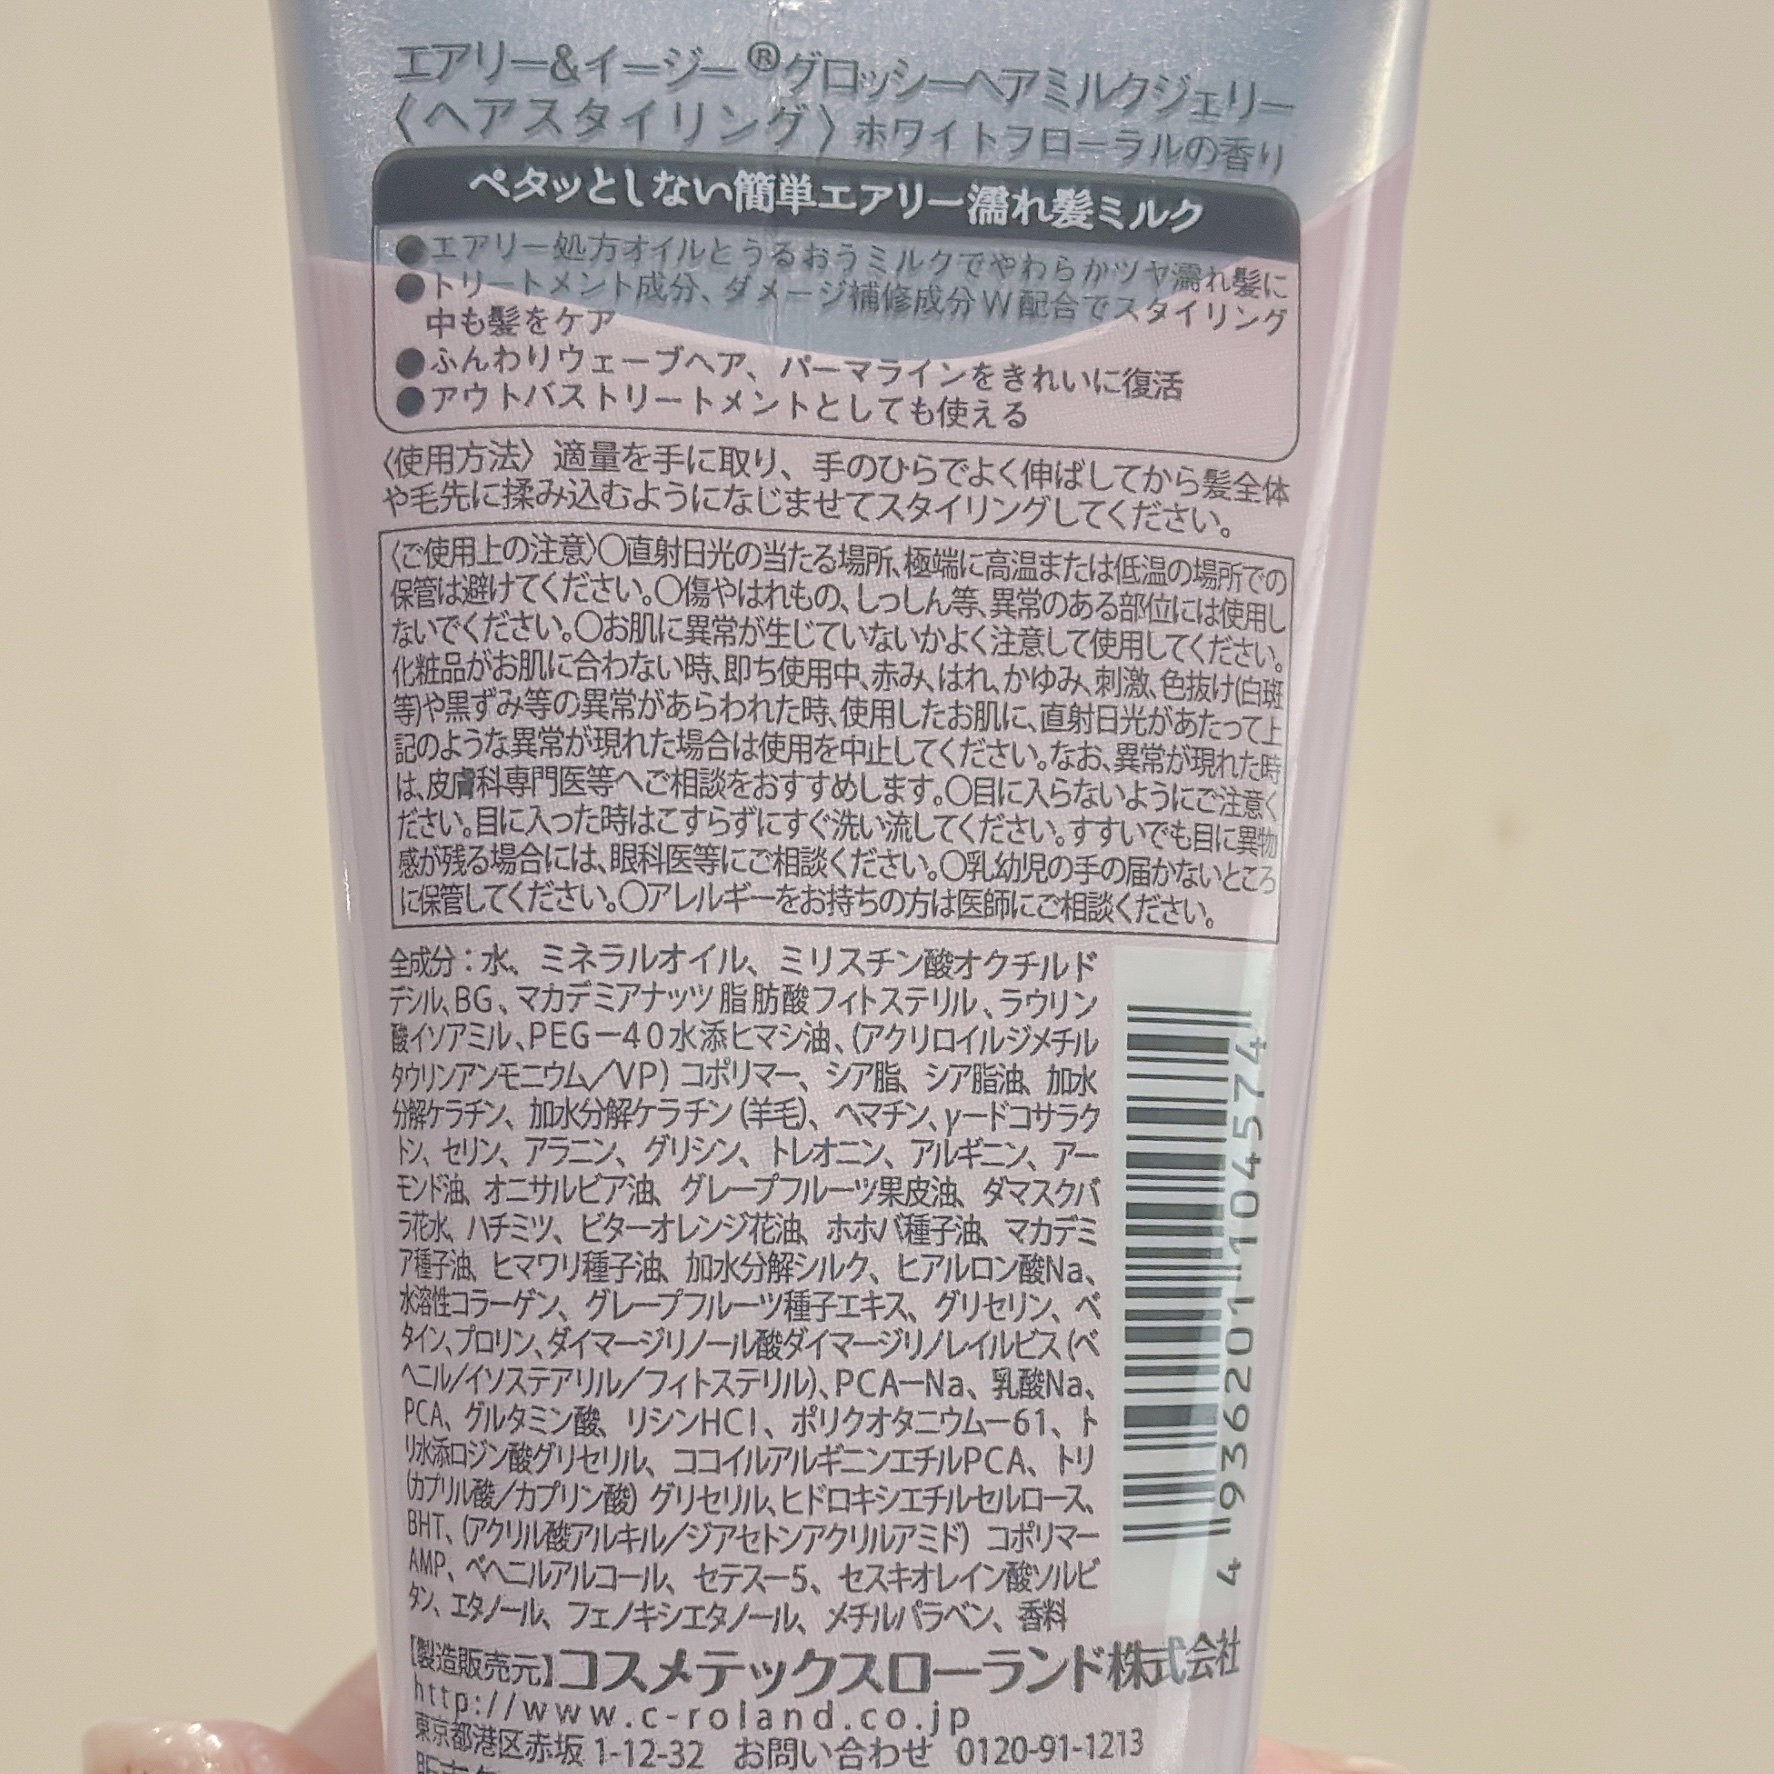 エアリー&イージー®グロッシーヘアミルクジェリー
〈ヘアスタイリング〉ホワイトフローラルの香り
ペタッとしない簡単エアリー濡れ髪ミルク
●エアリー処方オイルとうるおうミルクでやわらかツヤ濡れ髪に
●トリートメント成分、ダメージ補修成分W配合でスタイリング
中も髪をケア
●ふんわりウェーブヘア、パーマラインをきれいに復活
●アウトバストリートメントとしても使える
〈使用方法〉適量を手に取り、手のひらでよく伸ばしてから髪全体
や毛先に揉み込むようになじませてスタイリングしてください。
〈ご使用上の注意〉○直射日光の当たる場所、極端に高温または低温の場所での
保管は避けてください。○傷やはれもの、しっしん等、異常のある部位には使用し
ないでください。○お肌に異常が生じていないかよく注意して使用してください。
化粧品がお肌に合わない時、即ち使用中、赤み、はれ、かゆみ、刺激、色抜け(白斑
等)や黒ずみ等の異常があらわれた時、使用したお肌に、直射日光があたって上
記のような異常が現れた場合は使用を中止してください。なお、異常が現れた時
は、皮膚科専門医等へご相談をおすすめします。○目に入らないようにご注意く
ださい。目に入った時はこすらずにすぐ洗い流してください。すすいでも目に異物
感が残る場合には、眼科医等にご相談ください。○乳幼児の手の届かないところ
に保管してください。○アレルギーをお持ちの方は医師にご相談ください。
全成分：水、ミネラルオイル、ミリスチン酸オクチルド
デシル、BG、マカデミアナッツ脂肪酸フィトステリル、ラウリン
酸イソアミル、PEG－40水添ヒマシ油、(アクリロイルジメチル
タウリンアンモニウム／VP)コポリマー、シア脂、シア脂油、加水
分解ケラチン、加水分解ケラチン(羊毛)、ヘマチン、γードコサラク
トン、セリン、アラニン、グリシン、トレオニン、アルギニン、アー
モンド油、オニサルビア油、グレープフルーツ果皮油、ダマスクバ
ラ花水、ハチミツ、ビターオレンジ花油、ホホバ種子油、マカデミ
ア種子油、ヒマワリ種子油、加水分解シルク、ヒアルロン酸Na、
水溶性コラーゲン、グレープフルーツ種子エキス、グリセリン、ベ
タイン、プロリン、ダイマージリノール酸ダイマージリノレイルビス(ベ
ヘニル/イソステアリル／フィトステリル)、PCAーNa、乳酸Na、
PCA、グルタミン酸、リシンHCl、ポリクオタニウムー61、ト
リ水添ロジン酸グリセリル、ココイルアルギニンエチルPCA、トリ
(カプリル酸／カプリン酸)グリセリル、ヒドロキシエチルセルロース、
BHT、(アクリル酸アルキル／ジアセトンアクリルアミド)コポリマー
AMP、ベヘニルアルコール、セテスー5、セスキオレイン酸ソルビ
タン、エタノール、フェノキシエタノール、メチルパラベン、香料
4 936201 104574
【製造販売元】コスメテックスローランド株式会社
http://www.c-roland.co.jp
東京都港区赤坂1-12-32 お問い合わせ 0120-91-1213